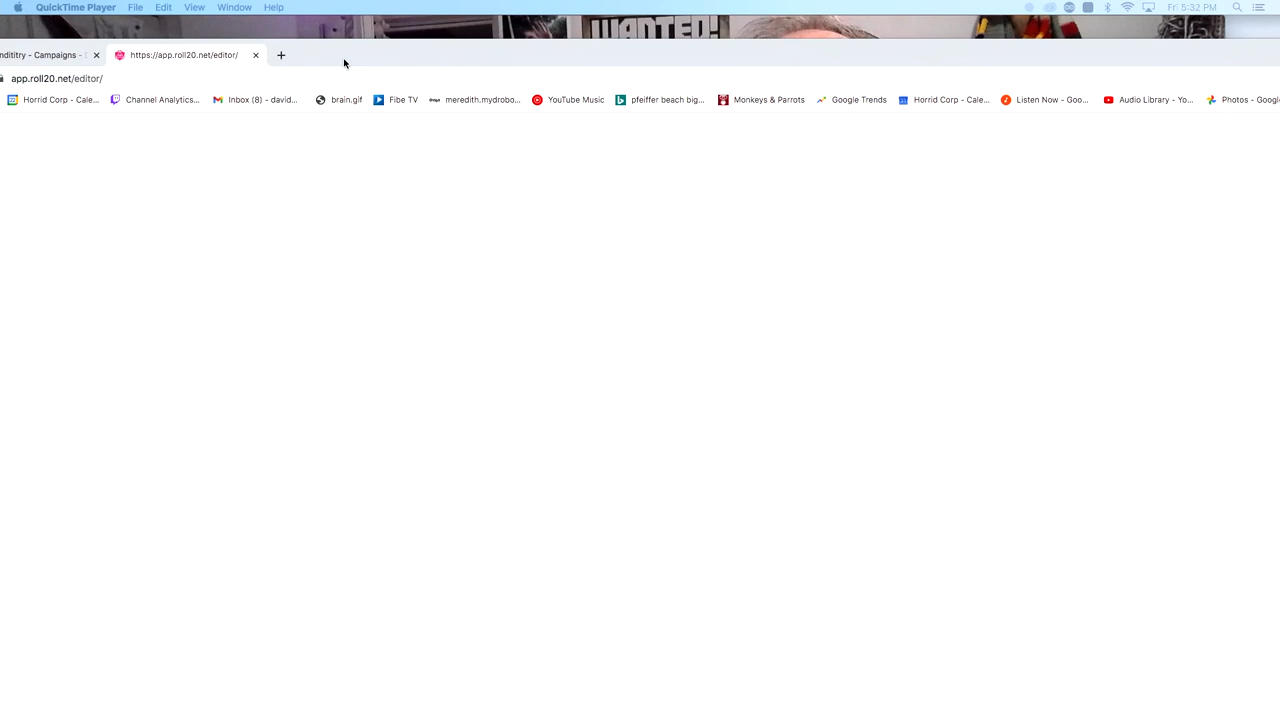 QuickTime Player File Edit View Window Help Fri 5:32 PM
WANTED!
ndititry - Campaigns - https://app.roll20.net/editor/
app.roll20.net/editor/
Horrid Corp - Cale... Channel Analytics... Inbox (8) - david... brain.gif Fibe TV meredith.mydrobo... YouTube Music pfeiffer beach big... Monkeys & Parrots Google Trends Horrid Corp - Cale... Listen Now - Goo... Audio Library - Yo... Photos - Googl